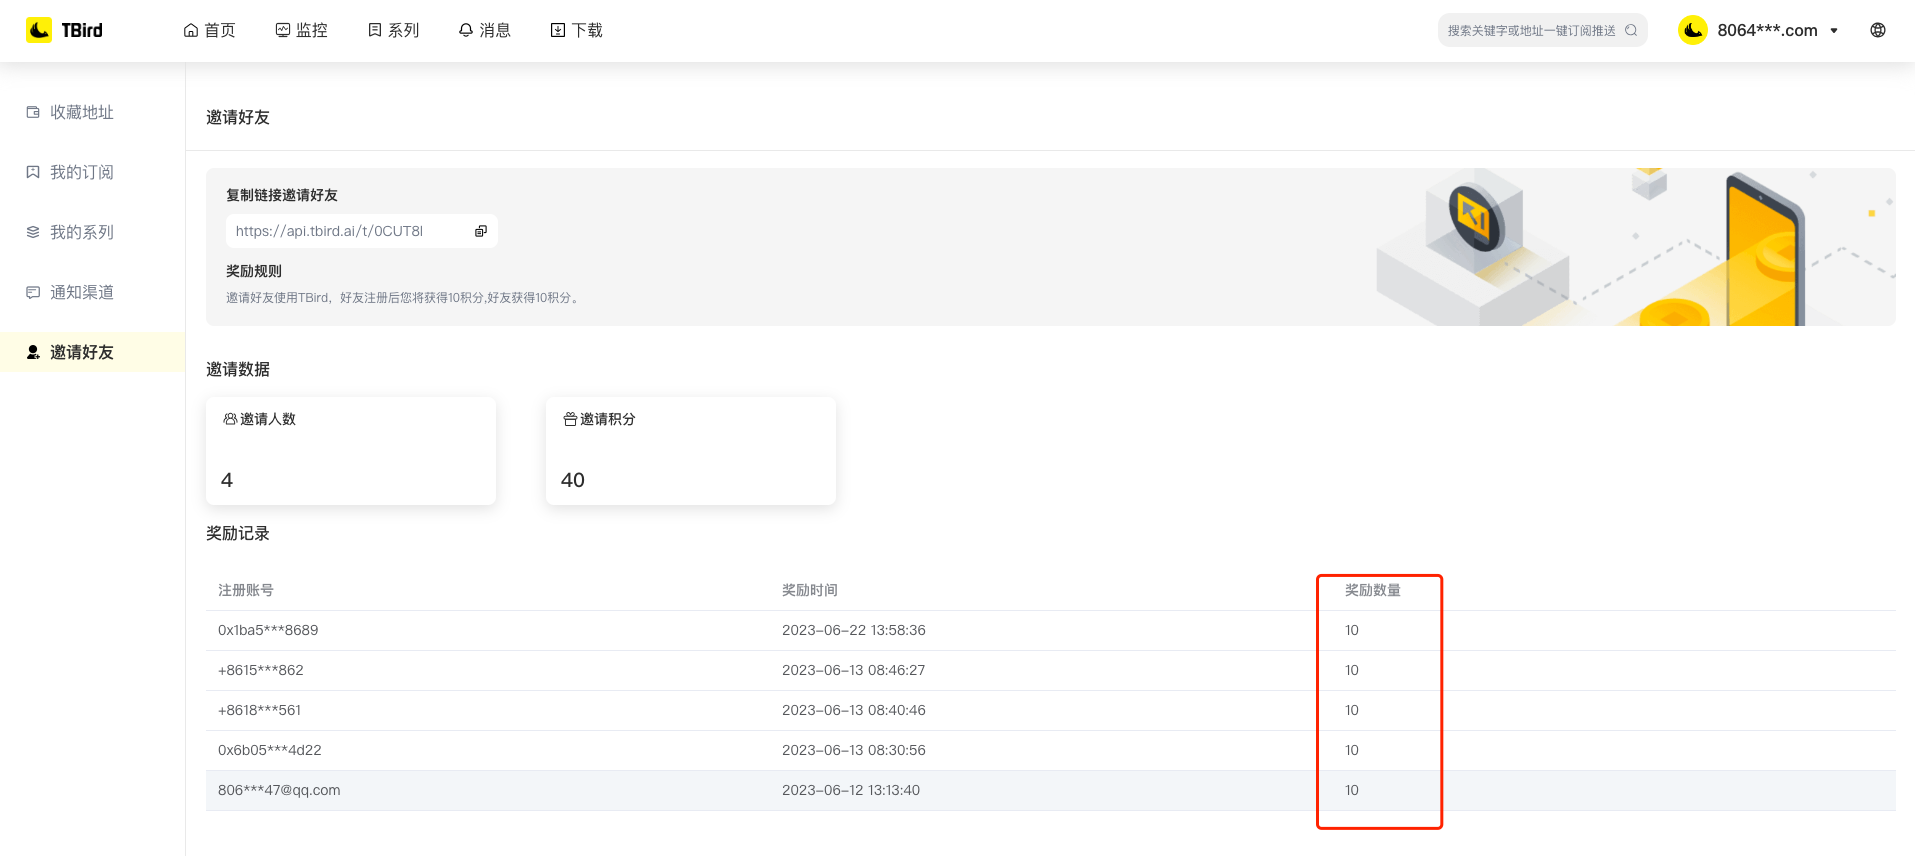 TBird 首页 监控 系列 消息 下载 搜索关键字或地址一键订阅推送 8064***.com
收藏地址
我的订阅
我的系列
通知渠道
邀请好友
邀请好友
复制链接邀请好友
https://api.tbird.ai/t/0CUT8I
奖励规则
邀请好友使用TBird，好友注册后您将获得10积分,好友获得10积分。
邀请数据
邀请人数 邀请积分
4 40
奖励记录
注册账号 奖励时间 奖励数量
0x1ba5***8689 2023-06-22 13:58:36 10
+8615***862 2023-06-13 08:46:27 10
+8618***561 2023-06-13 08:40:46 10
0x6b05***4d22 2023-06-13 08:30:56 10
806***47@qq.com 2023-06-12 13:13:40 10